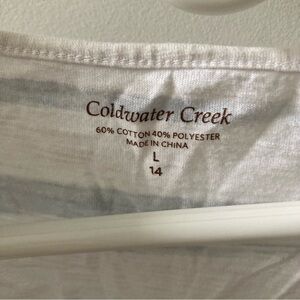 Coldwater Creek
60% COTTON 40% POLYESTER
MADE IN CHINA
L
14